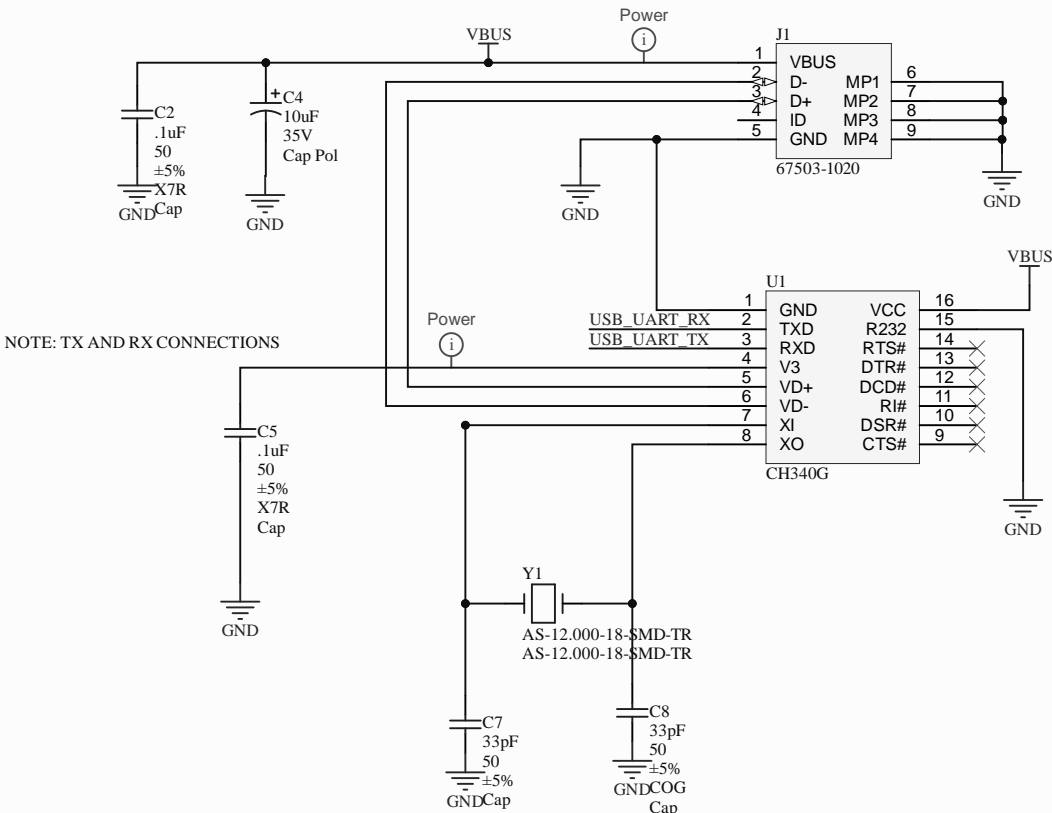 Power
i
VBUS
J1
1
VBUS
2
D-
3
D+
4
ID
5
GND
MP1
6
MP2
7
MP3
8
MP4
9
67503-1020
C2
.1uF
50
±5%
X7R
Cap
GND
+
C4
10uF
35V
Cap Pol
GND
GND
GND
VBUS
U1
NOTE: TX AND RX CONNECTIONS
Power
i
USB_UART_RX
USB_UART_TX
1
GND
2
TXD
3
RXD
4
V3
5
VD+
6
VD-
7
XI
8
XO
VCC
16
R232
15
RTS#
14
DTR#
13
DCD#
12
RI#
11
DSR#
10
CTS#
9
CH340G
GND
C5
.1uF
50
±5%
X7R
Cap
GND
Y1
AS-12.000-18-SMD-TR
AS-12.000-18-SMD-TR
C7
33pF
50
±5%
Cap
GND
C8
33pF
50
±5%
COG
Cap
GND